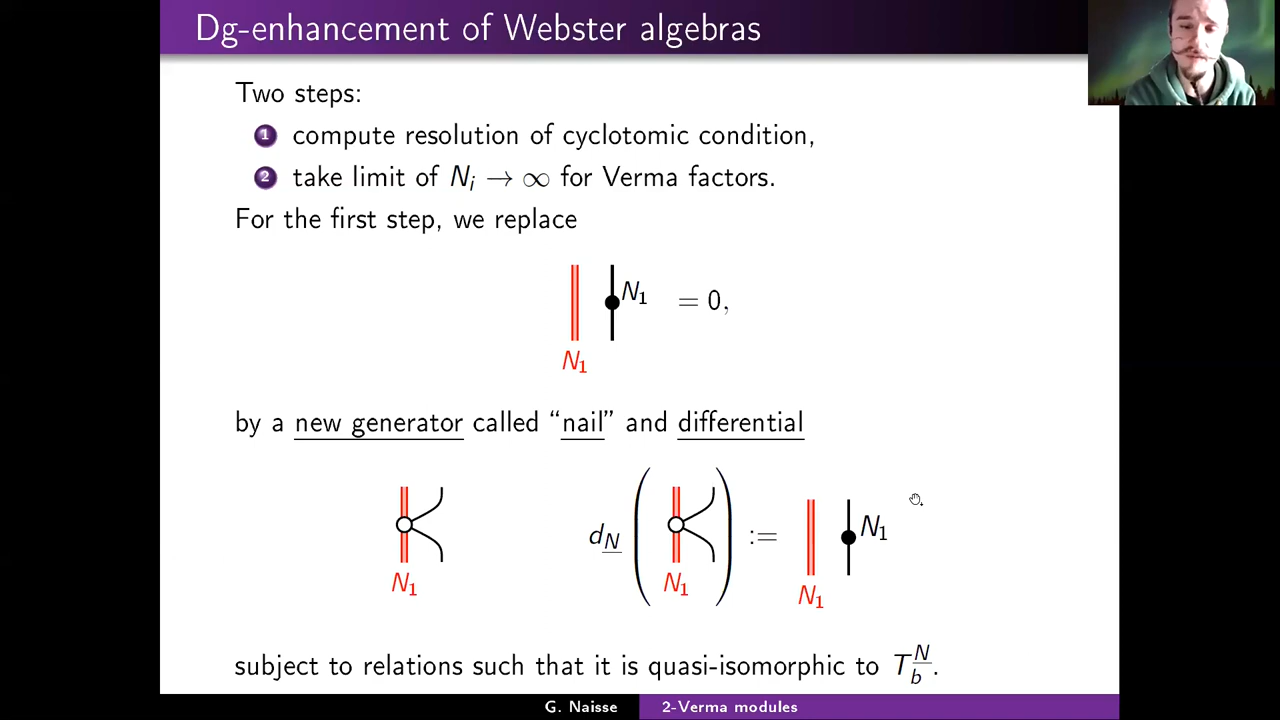 Dg-enhancement of Webster algebras
Two steps:
1 compute resolution of cyclotomic condition,
2 take limit of N_i → ∞ for Verma factors.
For the first step, we replace
N_1 = 0,
N_1
by a new generator called “nail” and differential
d_N ( ) := N_1
N_1 N_1 N_1
subject to relations such that it is quasi-isomorphic to T_b^N.
G. Naisse 2-Verma modules